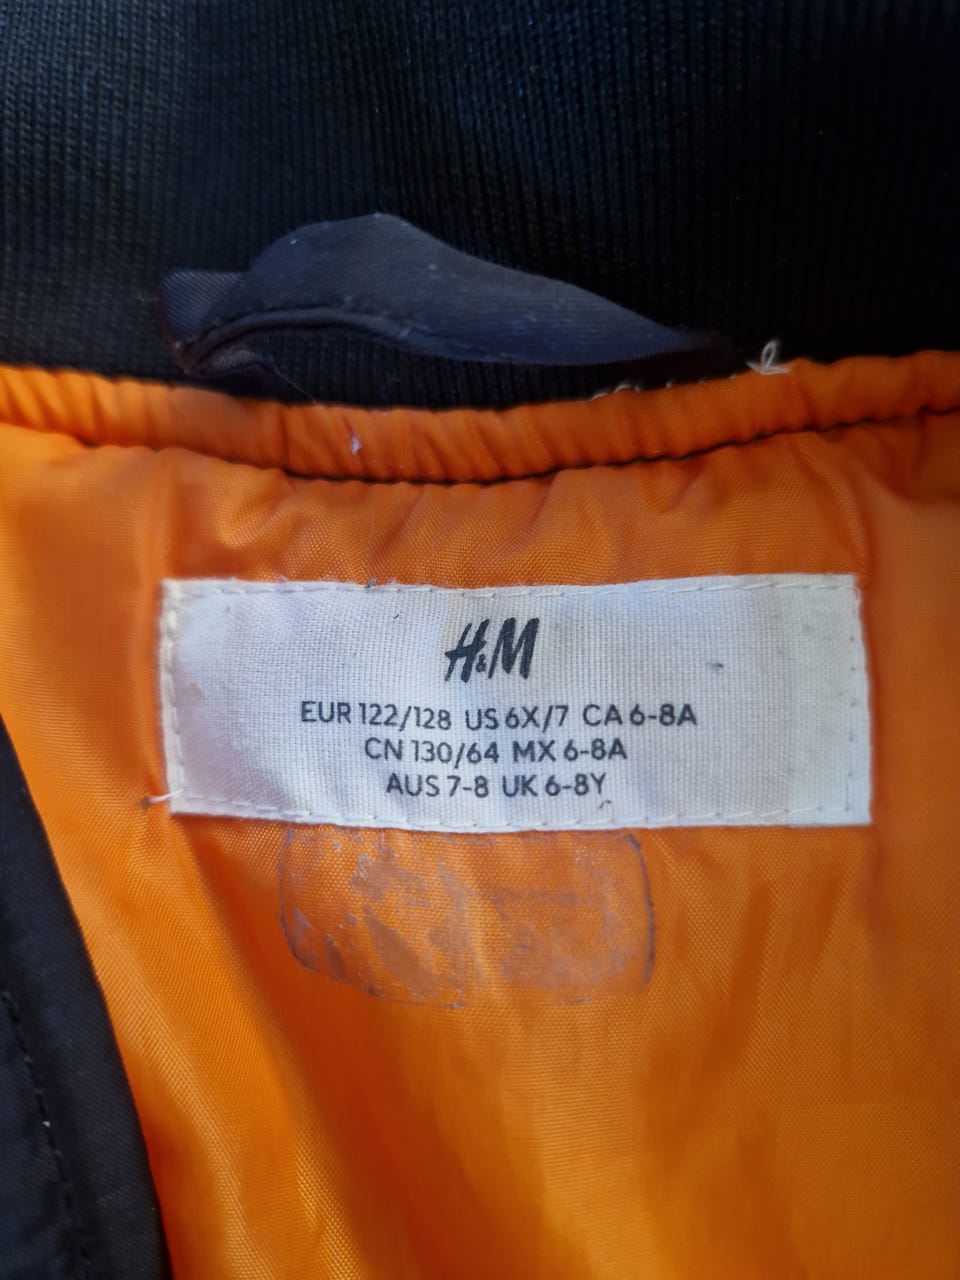 H&M
EUR 122/128 US 6X/7 CA 6-8A
CN 130/64 MX 6-8A
AUS 7-8 UK 6-8Y